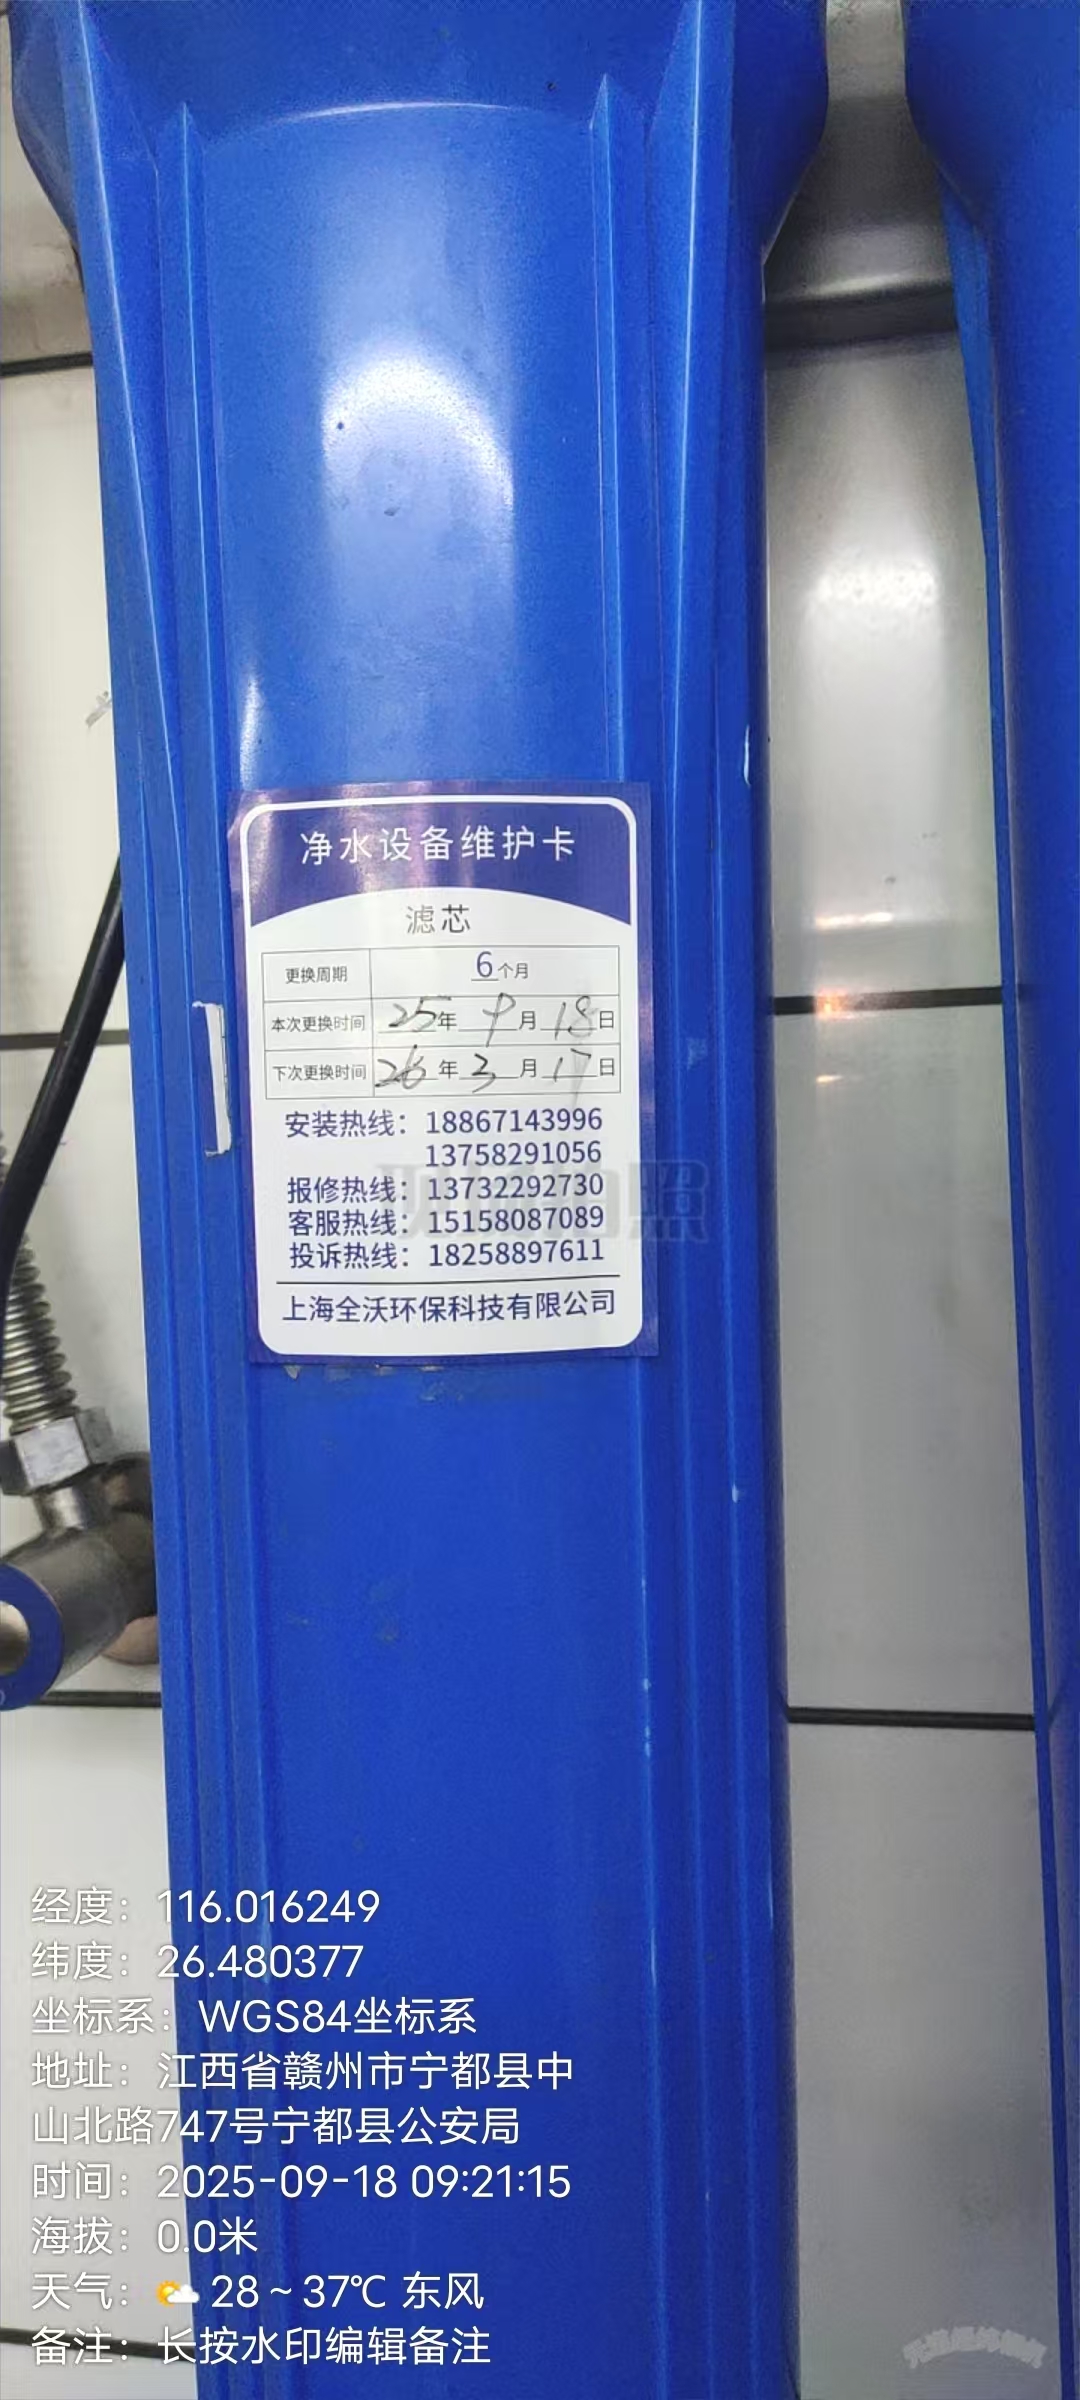 净水设备维护卡
滤芯
更换周期 6个月
本次更换时间 25年 9月 18日
下次更换时间 26年 3月 17日
安装热线：18867143996
13758291056
报修热线：13732292730
客服热线：15158087089
投诉热线：18258897611
上海全沃环保科技有限公司
经度：116.016249
纬度：26.480377
坐标系：WGS84坐标系
地址：江西省赣州市宁都县中
山北路747号宁都县公安局
时间：2025-09-18 09:21:15
海拔：0.0米
天气：🌤 28～37℃ 东风
备注：长按水印编辑备注